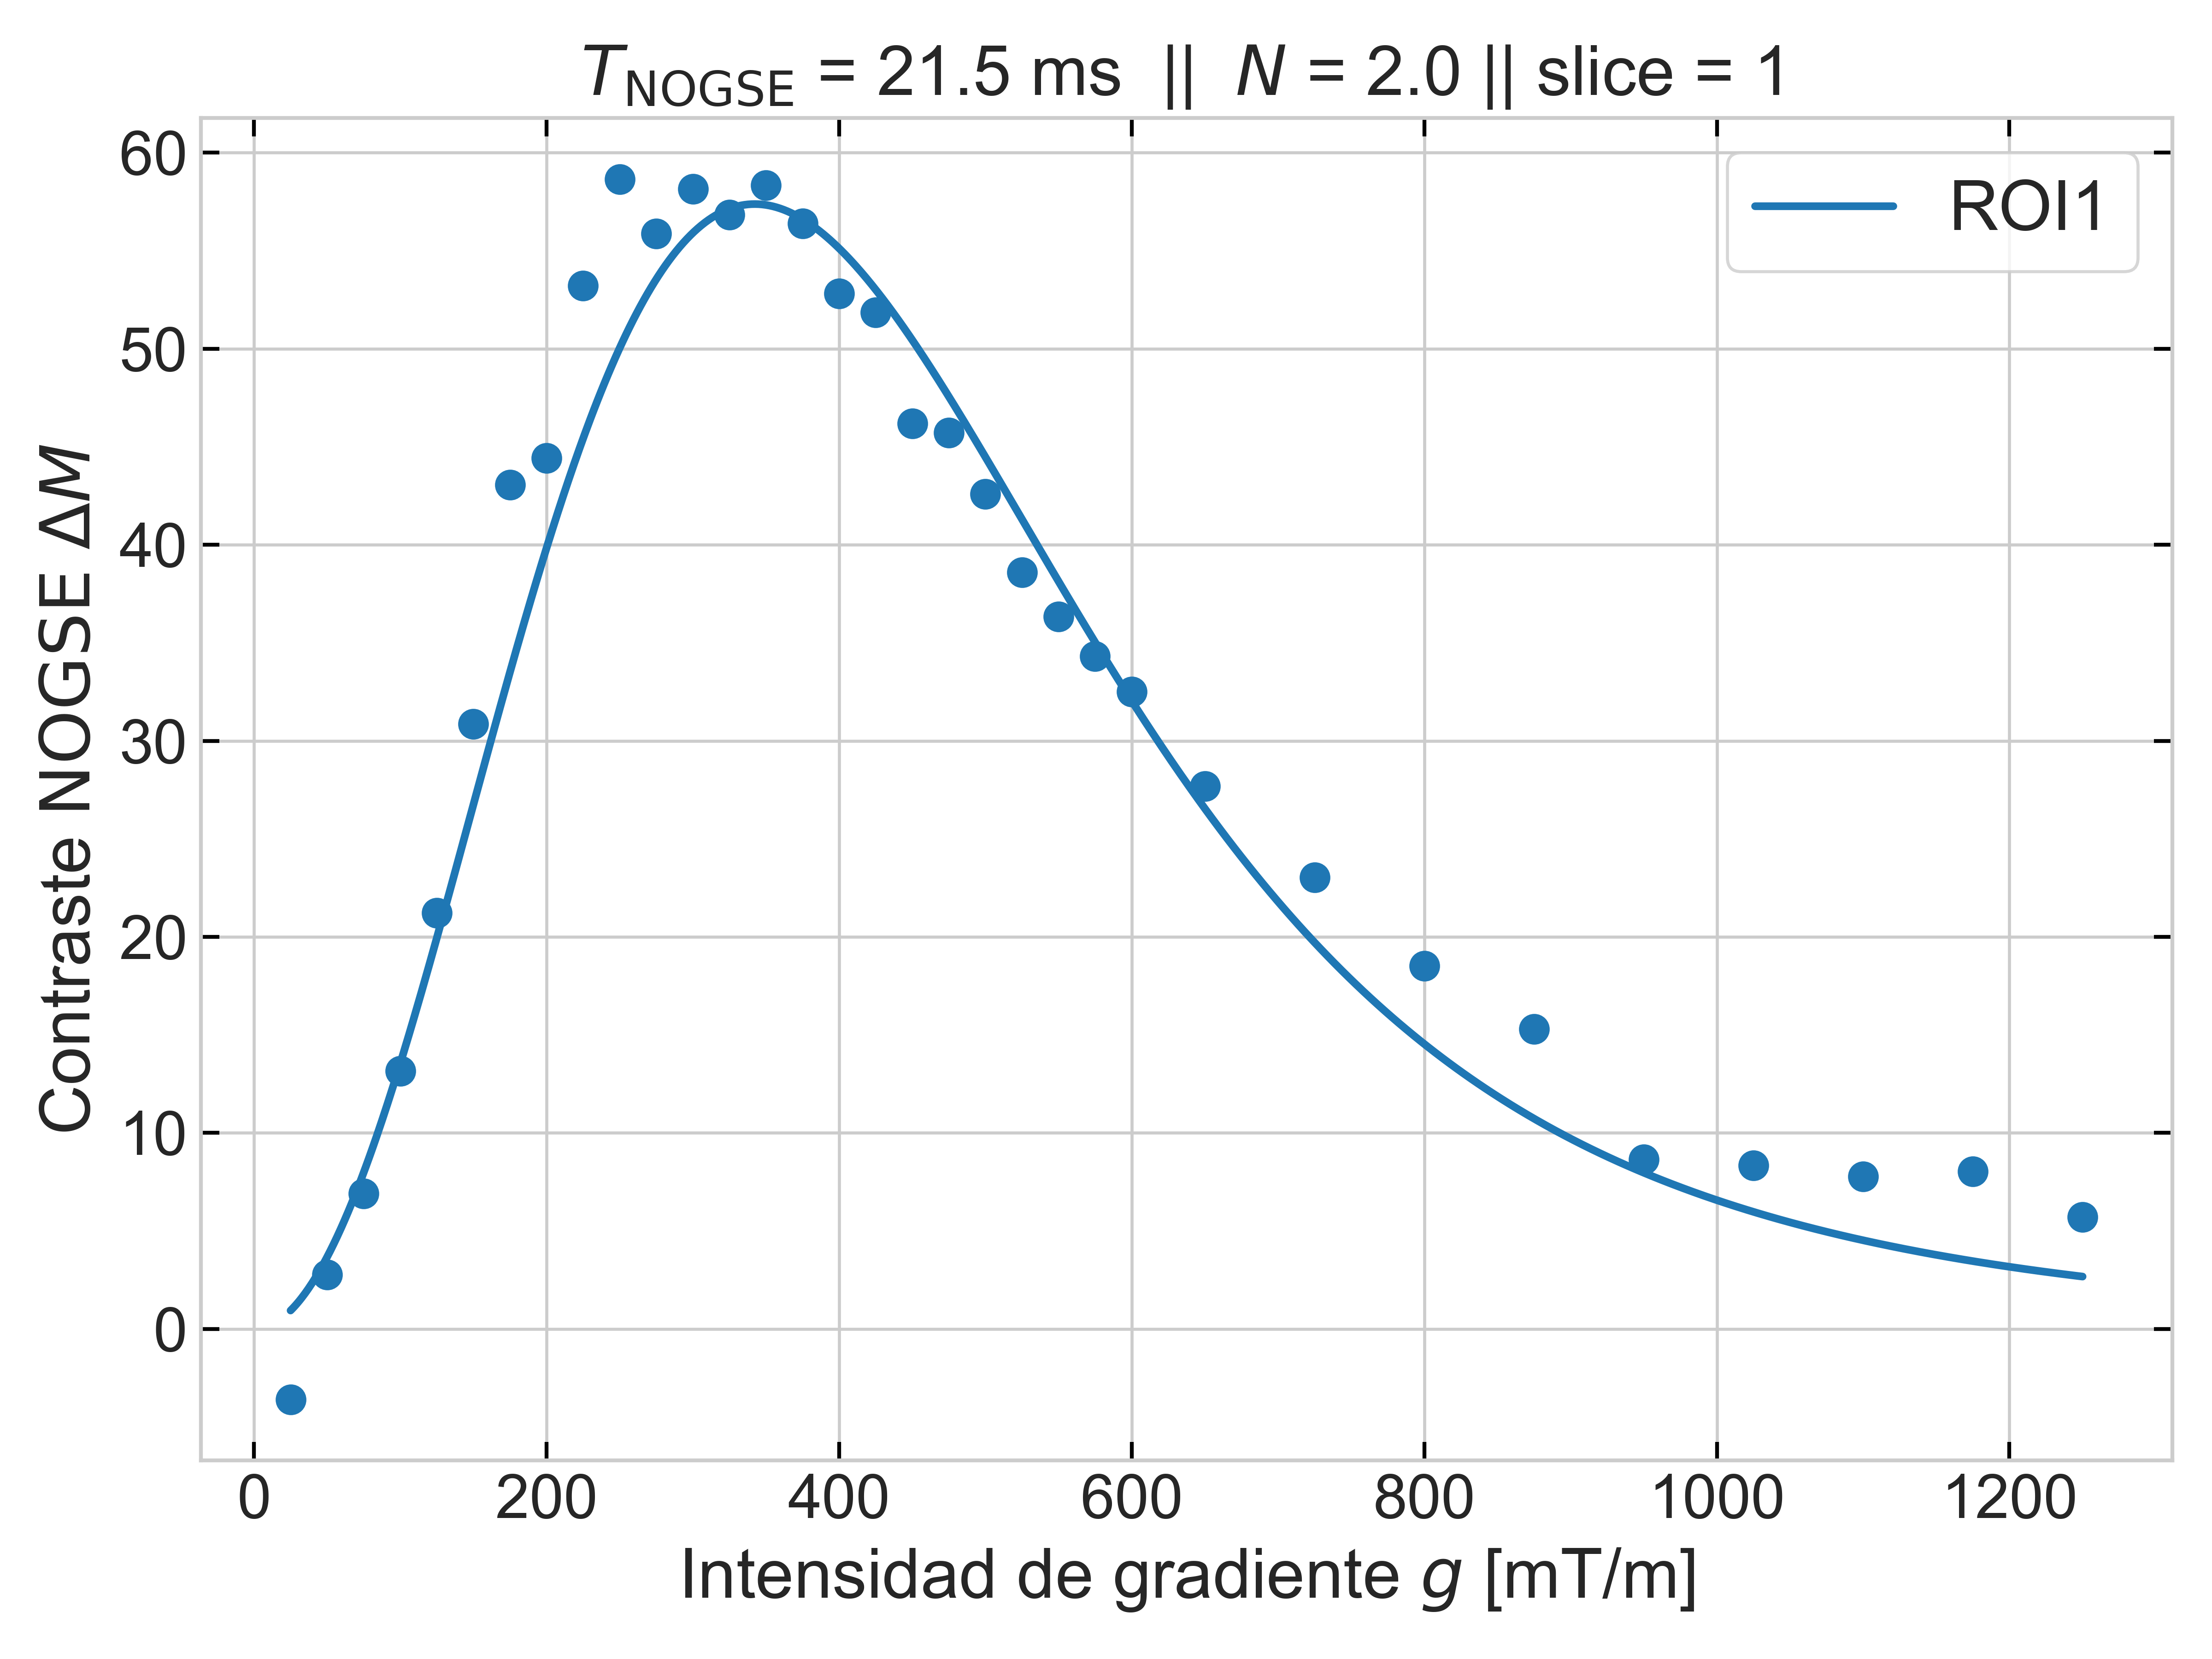 T_NOGSE = 21.5 ms || N = 2.0 || slice = 1
ROI1
Contraste NOGSE ΔM
60
50
40
30
20
10
0
0 200 400 600 800 1000 1200
Intensidad de gradiente g [mT/m]